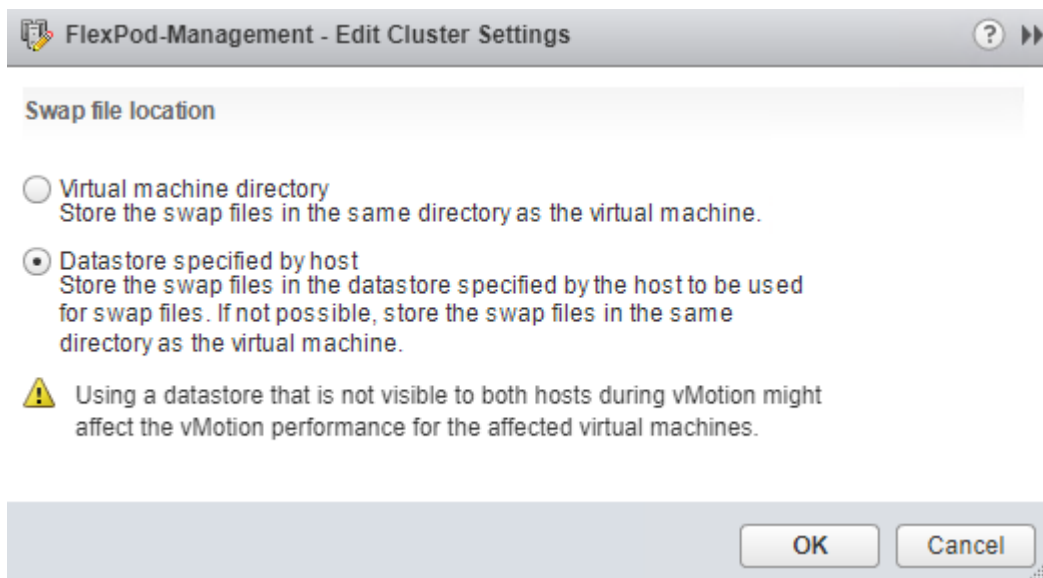 FlexPod-Management - Edit Cluster Settings
?
Swap file location
Virtual machine directory
Store the swap files in the same directory as the virtual machine.
Datastore specified by host
Store the swap files in the datastore specified by the host to be used
for swap files. If not possible, store the swap files in the same
directory as the virtual machine.
Using a datastore that is not visible to both hosts during vMotion might
affect the vMotion performance for the affected virtual machines.
OK
Cancel